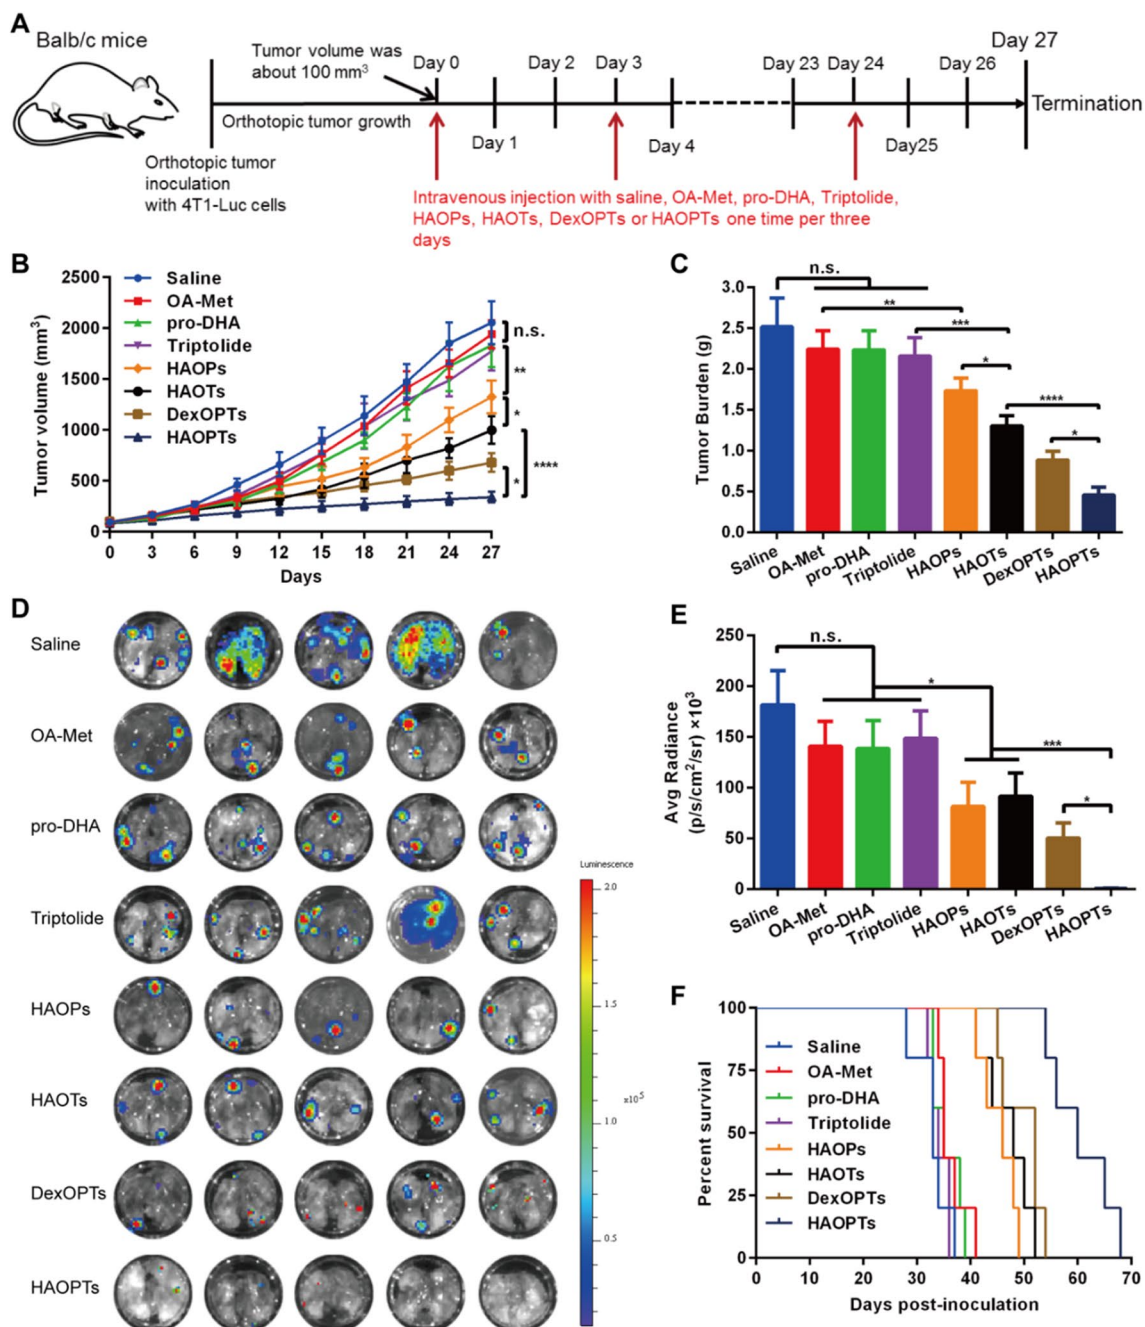 A
Balb/c mice
Tumor volume was
about 100 mm³
Day 0
Day 2
Day 3
Day 23
Day 24
Day 26
Day 27
Orthotopic tumor growth
Day 1
Day 4
Day25
Termination
Orthotopic tumor
inoculation
with 4T1-Luc cells
Intravenous injection with saline, OA-Met, pro-DHA, Triptolide,
HAOPs, HAOTs, DexOPTs or HAOPTs one time per three
days
B
Tumor volume (mm³)
2500
2000
1500
1000
500
0
Saline
OA-Met
pro-DHA
Triptolide
HAOPs
HAOTs
DexOPTs
HAOPTs
n.s.
**
*
****
*
0 3 6 9 12 15 18 21 24 27
Days
C
Tumor Burden (g)
3.0
2.5
2.0
1.5
1.0
0.5
0.0
n.s.
**
***
*
****
*
Saline
OA-Met
pro-DHA
Triptolide
HAOPs
HAOTs
DexOPTs
HAOPTs
D
Saline
OA-Met
pro-DHA
Triptolide
HAOPs
HAOTs
DexOPTs
HAOPTs
Luminescence
2.0
1.5
x10⁵
1.0
0.5
E
Avg Radiance
(p/s/cm²/sr) ×10³
250
200
150
100
50
0
n.s.
*
***
*
Saline
OA-Met
pro-DHA
Triptolide
HAOPs
HAOTs
DexOPTs
HAOPTs
F
Percent survival
100
75
50
25
0
Saline
OA-Met
pro-DHA
Triptolide
HAOPs
HAOTs
DexOPTs
HAOPTs
0 10 20 30 40 50 60 70
Days post-inoculation